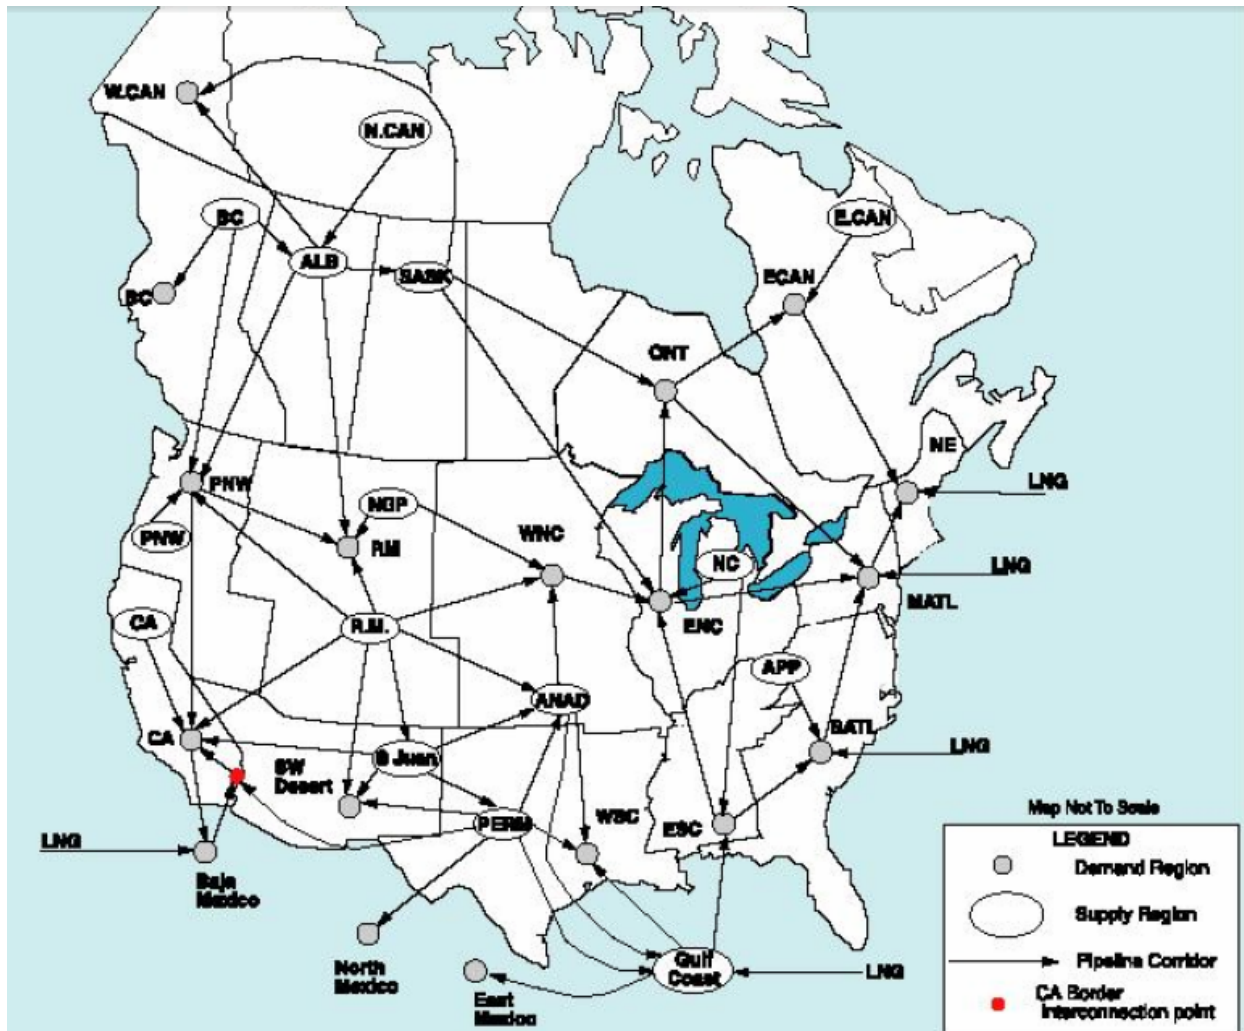 W.CAN
N.CAN
BC
E.CAN
ALB
SASK
ECAN
BC
ONT
NE
LNG
PNW
NGP
WNC
PNW
RM
NC
LNG
MATL
CA
R.M.
ENC
APP
ANAD
SATL
CA
S Juan
LNG
SW
Desert
Map Not To Scale
PERM
WSC
ESC
LNG
LEGEND
Demand Region
Baja
Mexico
Supply Region
North
Mexico
Gulf
Coast
LNG
Pipeline Corridor
East
Mexico
CA Border
Interconnection point